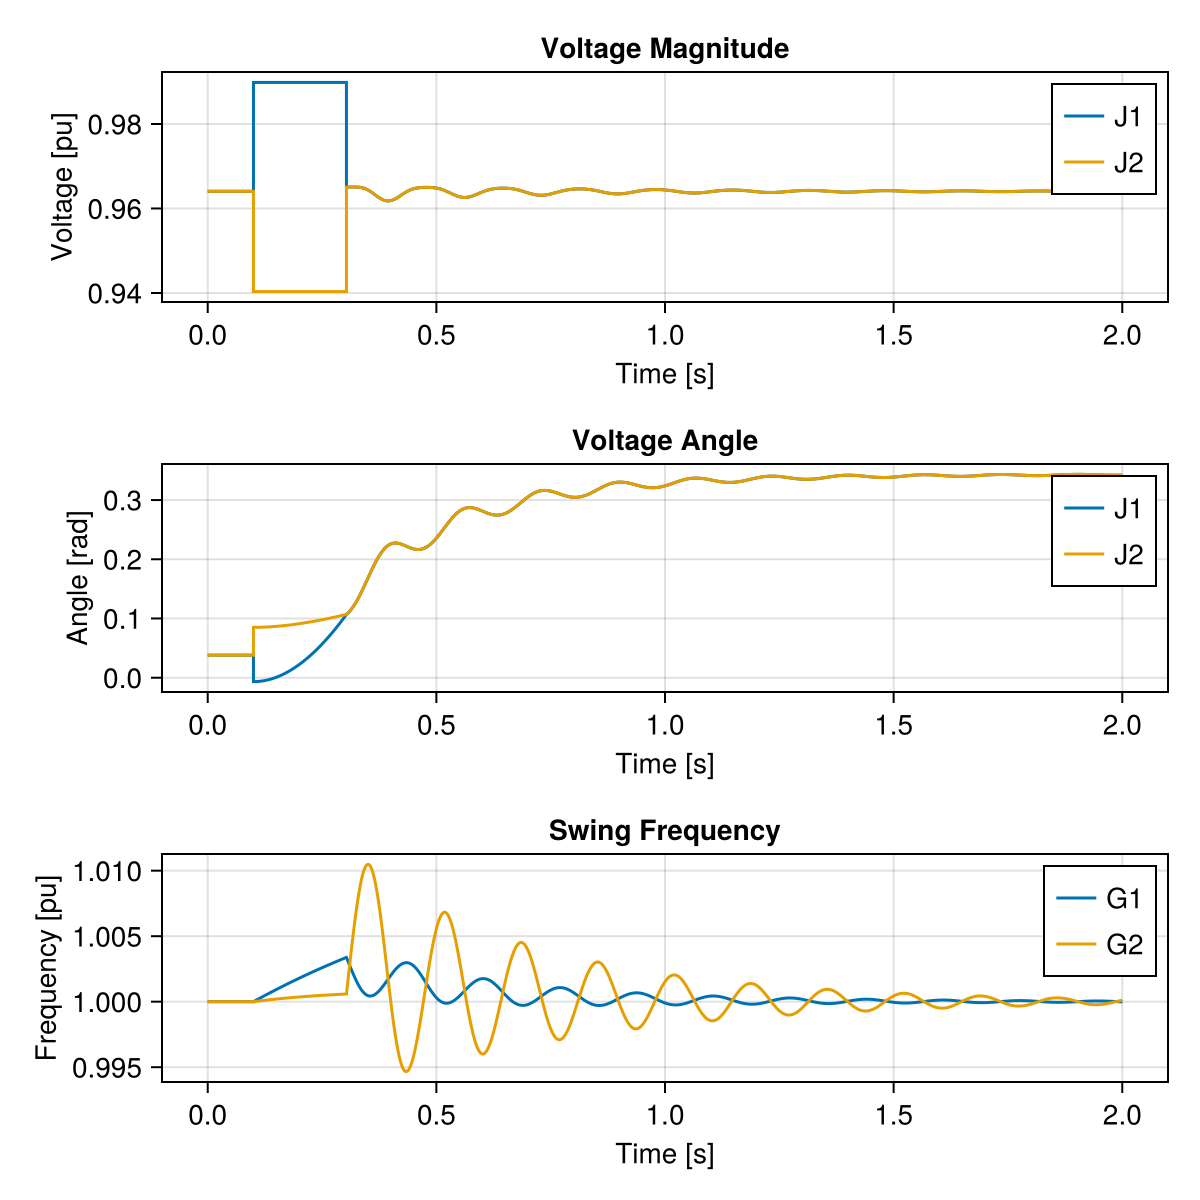 Voltage Magnitude
Voltage [pu]
0.98
0.96
0.94
J1
J2
0.0 0.5 1.0 1.5 2.0
Time [s]
Voltage Angle
Angle [rad]
0.3
0.2
0.1
0.0
J1
J2
0.0 0.5 1.0 1.5 2.0
Time [s]
Swing Frequency
Frequency [pu]
1.010
1.005
1.000
0.995
G1
G2
0.0 0.5 1.0 1.5 2.0
Time [s]